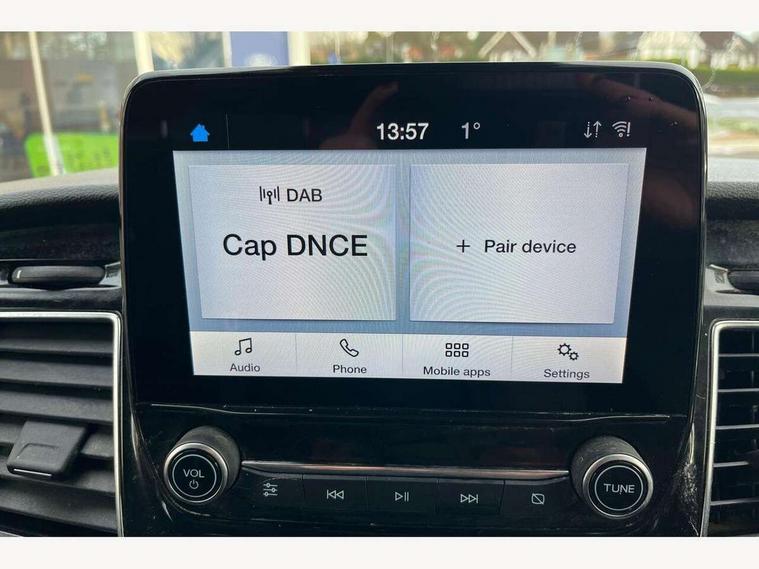 13:57 1°
DAB
Cap DNCE
+ Pair device
Audio Phone Mobile apps Settings
VOL
TUNE